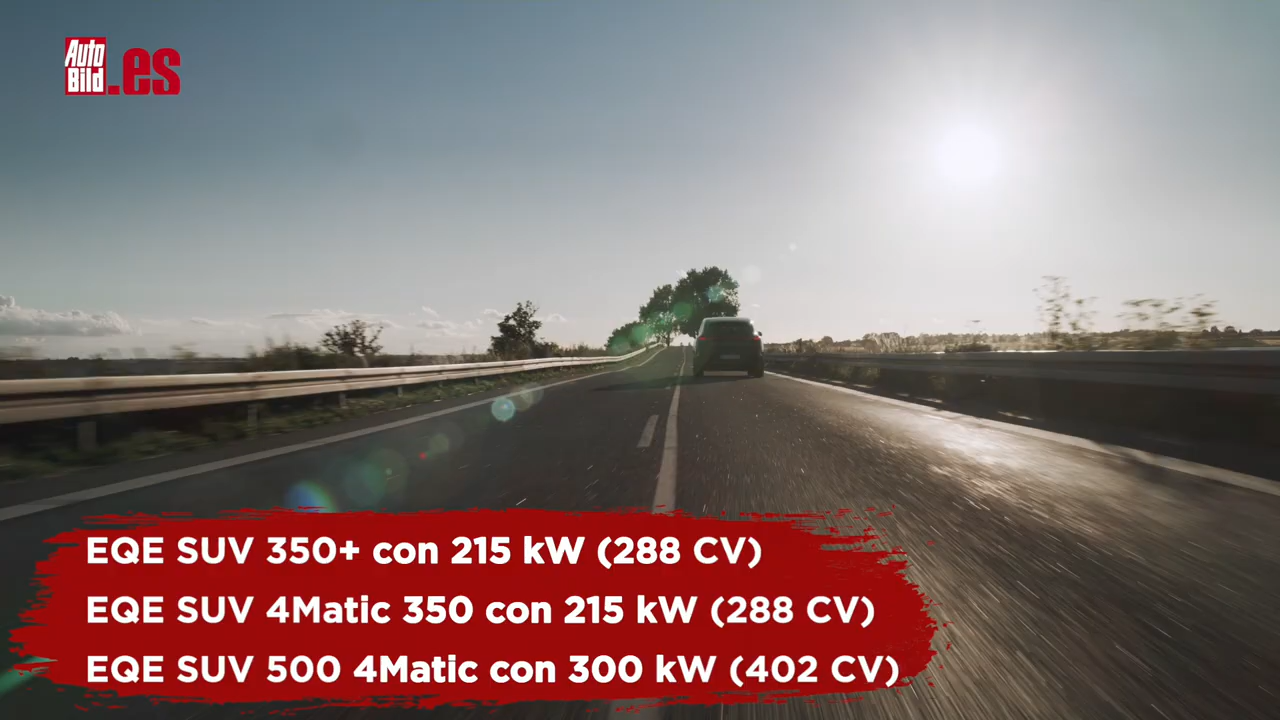 Auto
Bild.es
EQE SUV 350+ con 215 kW (288 CV)
EQE SUV 4Matic 350 con 215 kW (288 CV)
EQE SUV 500 4Matic con 300 kW (402 CV)